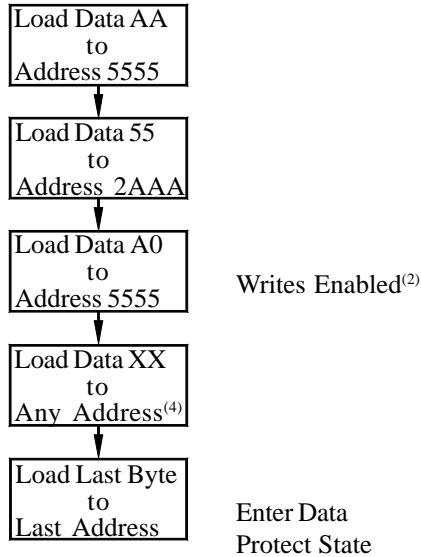 Load Data AA
to
Address 5555
Load Data 55
to
Address 2AAA
Load Data A0
to
Address 5555
Writes Enabled(2)
Load Data XX
to
Any Address(4)
Load Last Byte
to
Last Address
Enter Data
Protect State